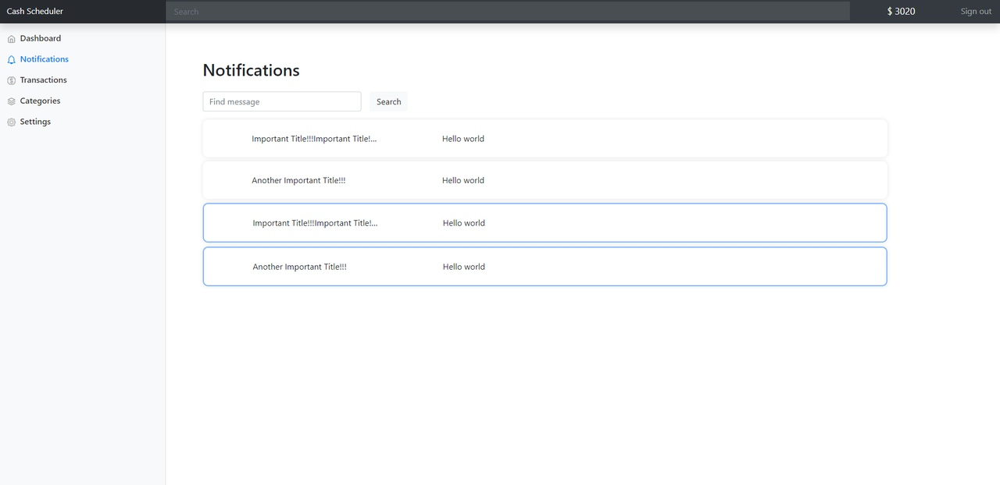 Cash Scheduler
Search
$ 3020
Sign out
Dashboard
Notifications
Transactions
Categories
Settings
Notifications
Find message
Search
Important Title!!!Important Title!... Hello world
Another Important Title!!! Hello world
Important Title!!!Important Title!... Hello world
Another Important Title!!! Hello world